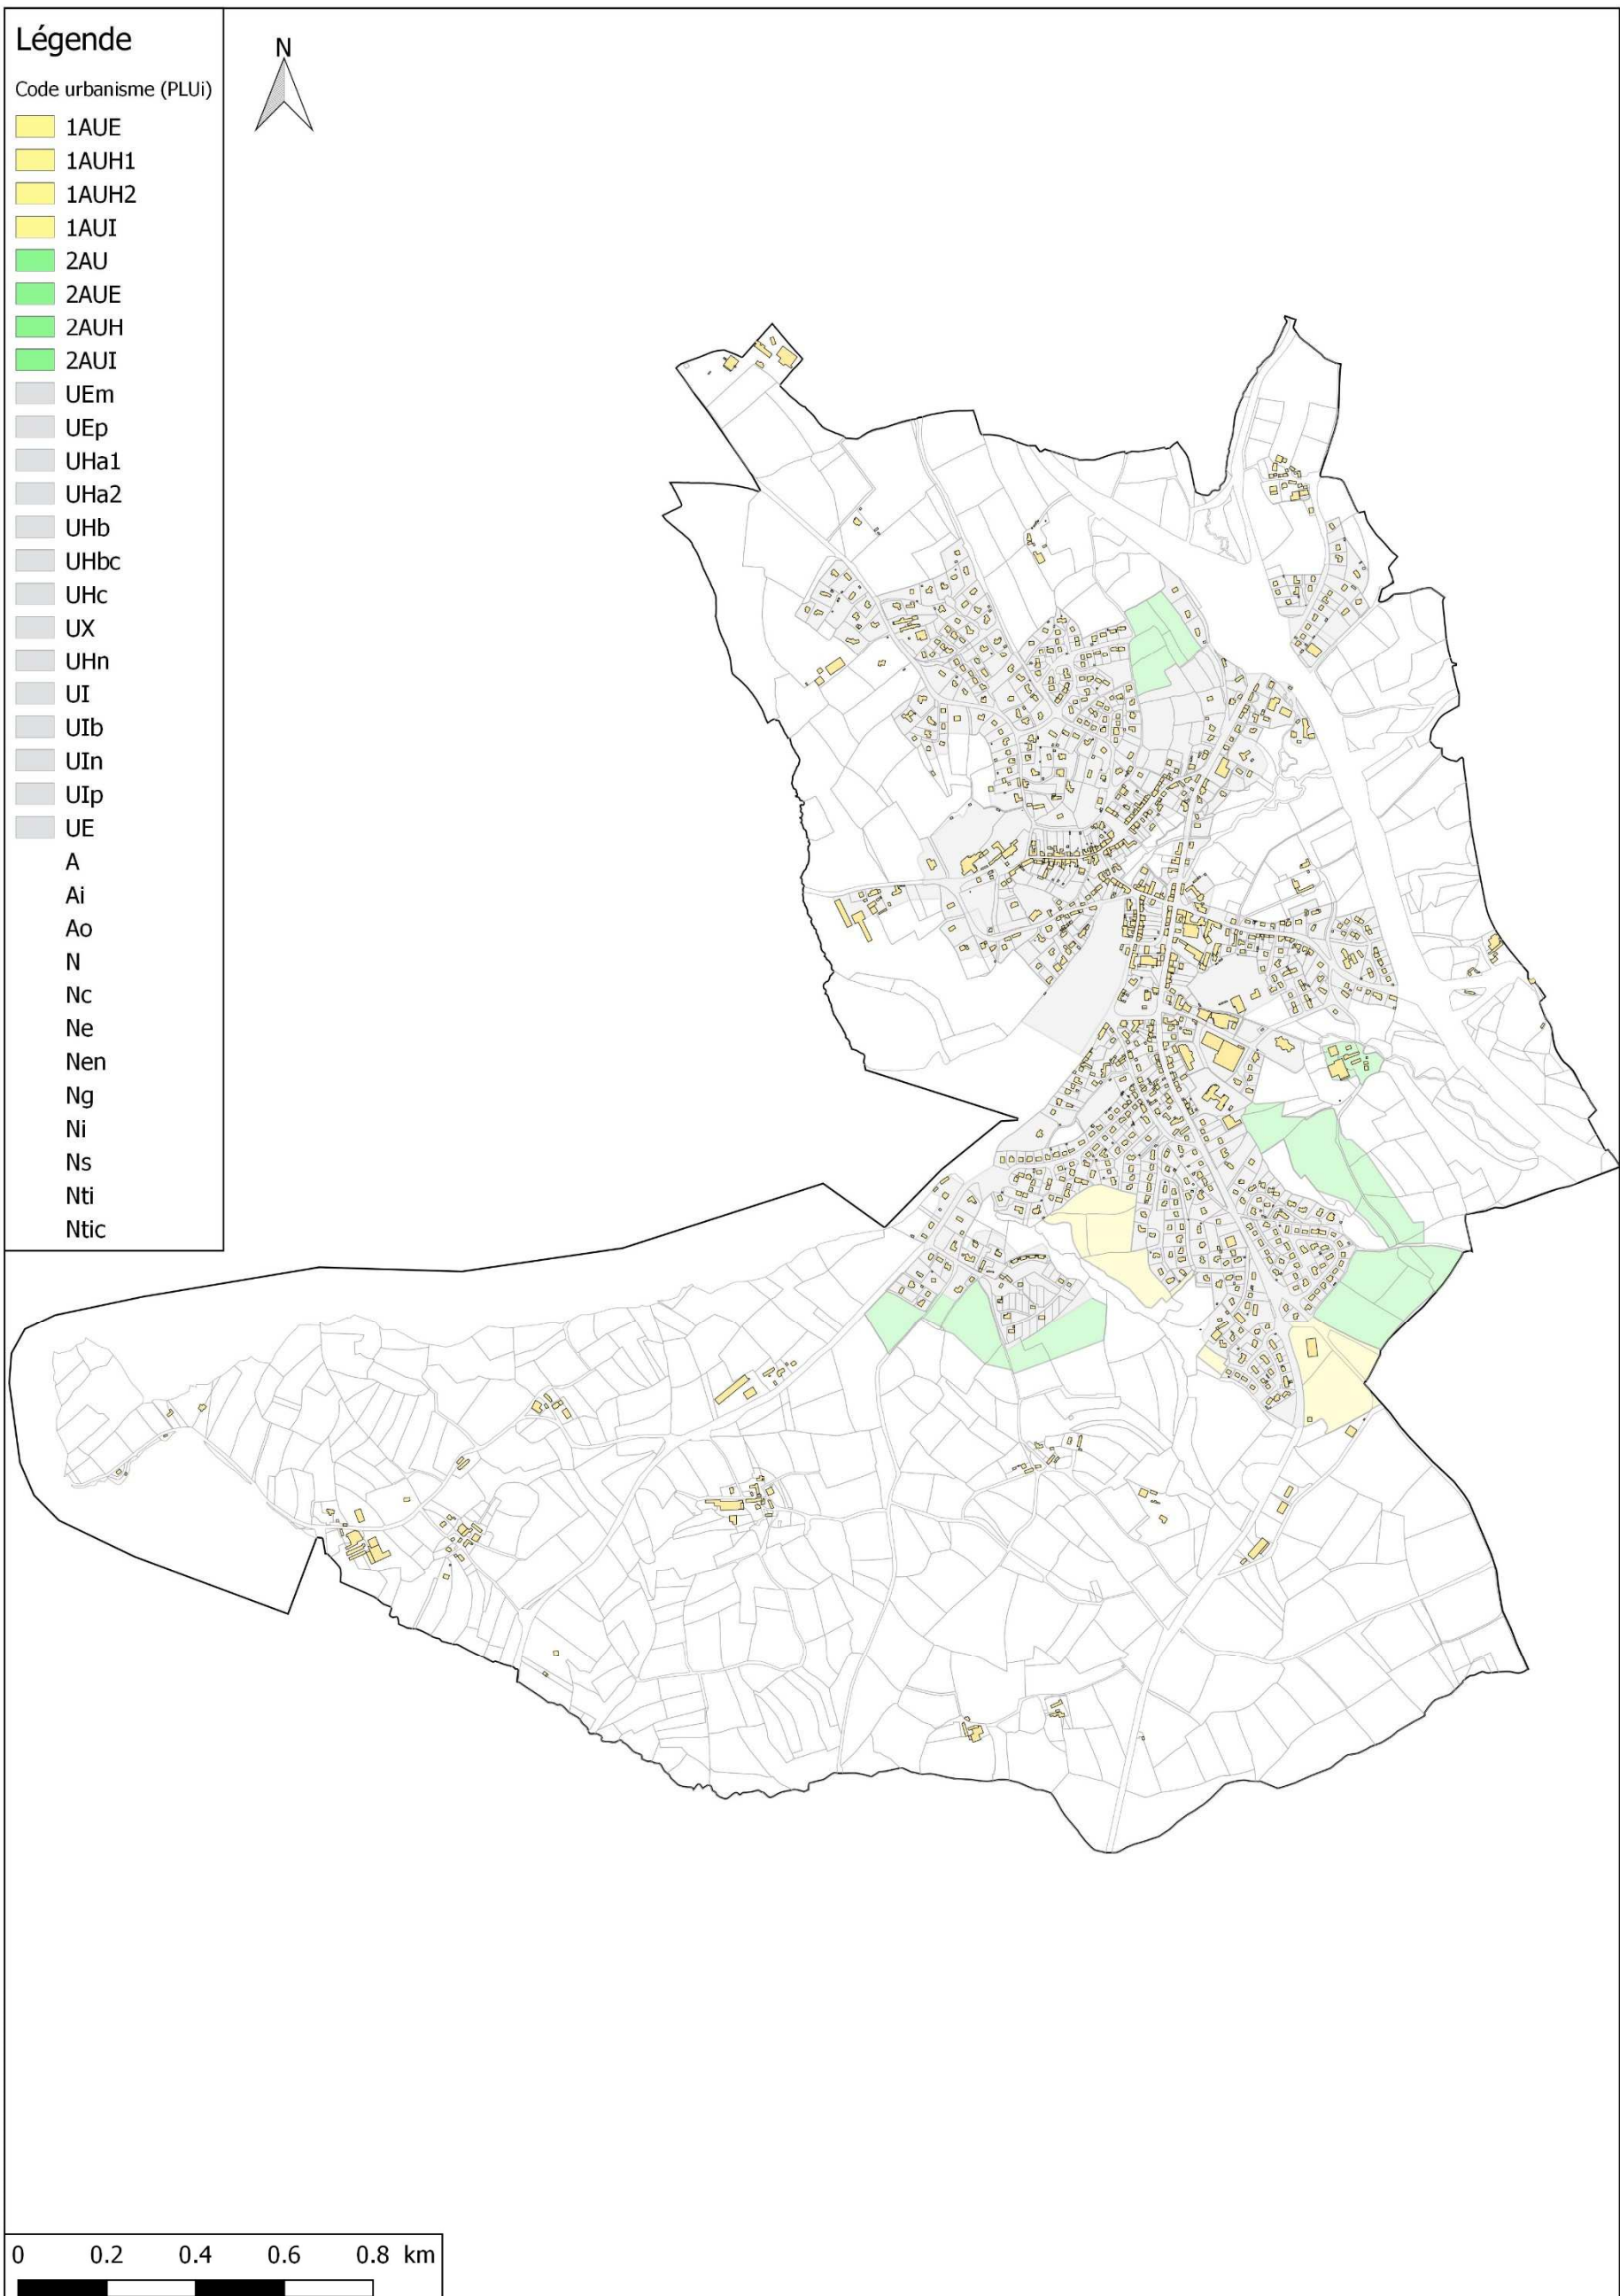 Légende
N
Code urbanisme (PLUi)
1AUE
1AUH1
1AUH2
1AUI
2AU
2AUE
2AUH
2AUI
UEm
UEp
UHa1
UHa2
UHb
UHbc
UHc
UX
UHn
UI
UIb
UIn
UIp
UE
A
Ai
Ao
N
Nc
Ne
Nen
Ng
Ni
Ns
Nti
Ntic
0 0.2 0.4 0.6 0.8 km